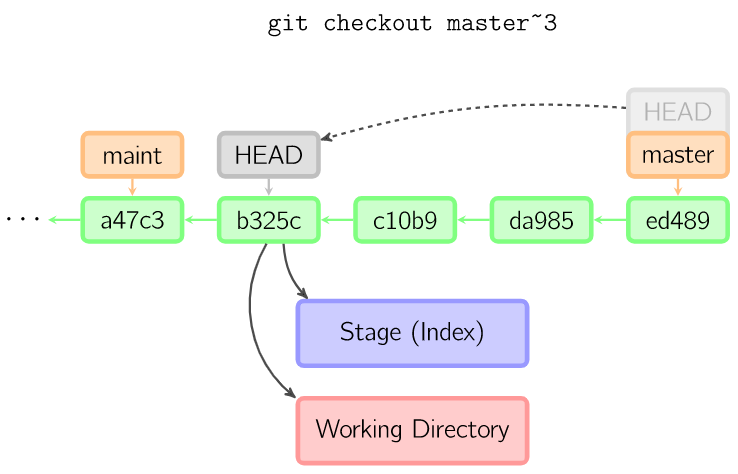 git checkout master~3
HEAD
maint
HEAD
master
...
a47c3
b325c
c10b9
da985
ed489
Stage (Index)
Working Directory